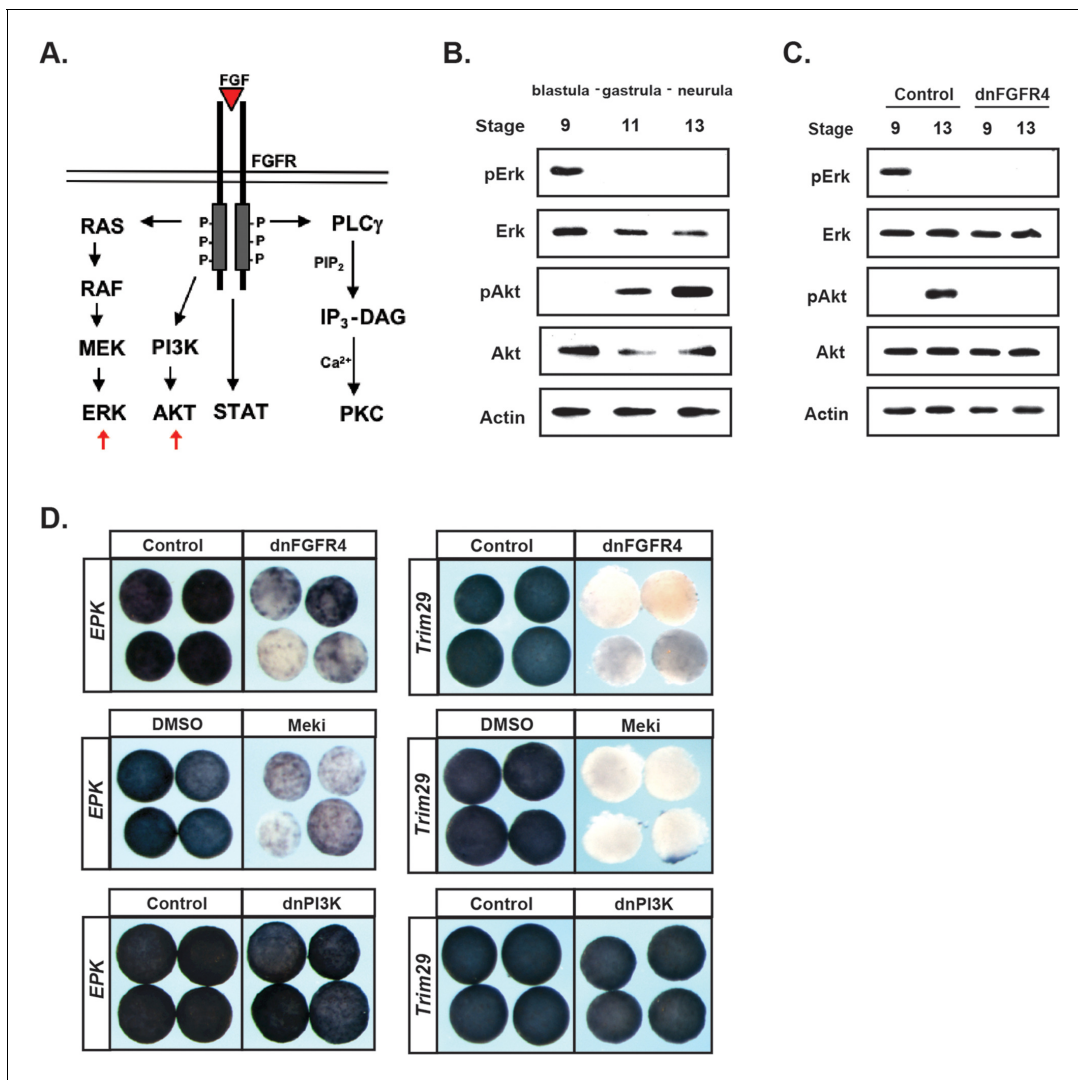 A.
FGF
FGFR
P P
P P
P P
RAS
PLCγ
PIP2
RAF
IP3-DAG
MEK
PI3K
Ca2+
ERK
AKT
STAT
PKC
B.
blastula - gastrula - neurula
Stage 9 11 13
pErk
Erk
pAkt
Akt
Actin
C.
Control dnFGFR4
Stage 9 13 9 13
pErk
Erk
pAkt
Akt
Actin
D.
Control dnFGFR4
EPK
Control dnFGFR4
Trim29
DMSO Meki
EPK
DMSO Meki
Trim29
Control dnPI3K
EPK
Control dnPI3K
Trim29